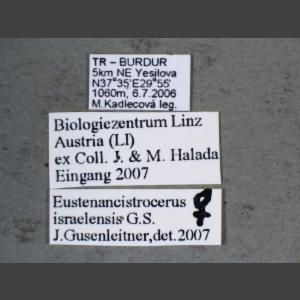 TR – BURDUR
5km NE Yesilova
N37°35'E29°55'
1060m, 6.7.2006
M.Kadlecová leg.
Biologiezentrum Linz
Austria (LI)
ex Coll. J. & M. Halada
Eingang 2007
Eustenancistrocerus ♀
israelensis G.S.
J.Gusenleitner,det.2007